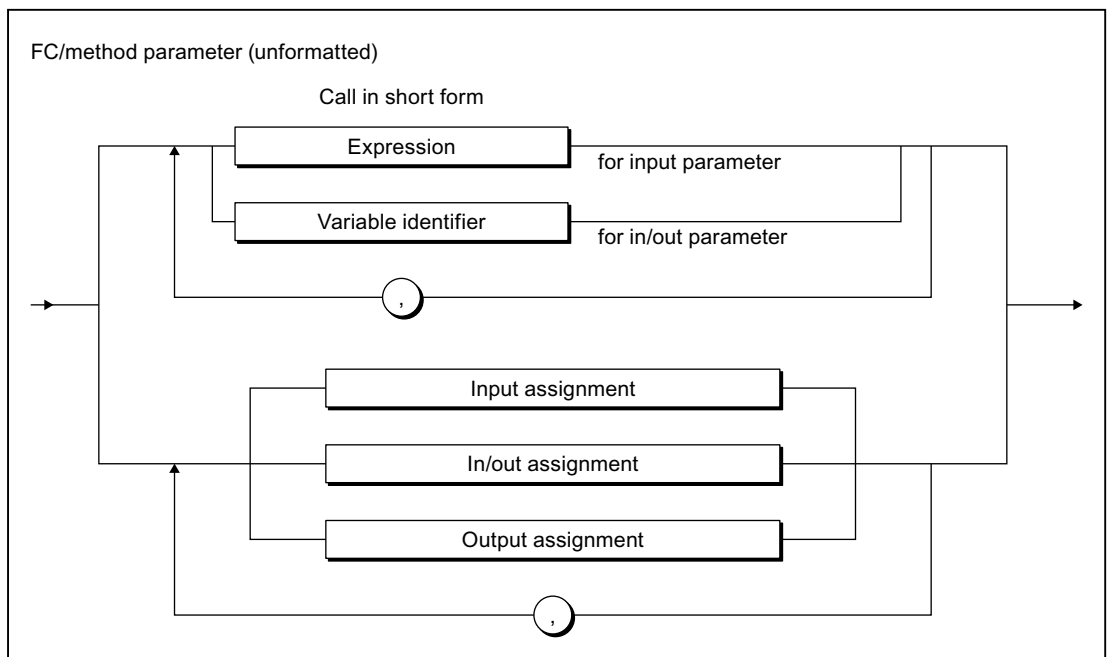 FC/method parameter (unformatted)
Call in short form
Expression
for input parameter
Variable identifier
for in/out parameter
,
Input assignment
In/out assignment
Output assignment
,